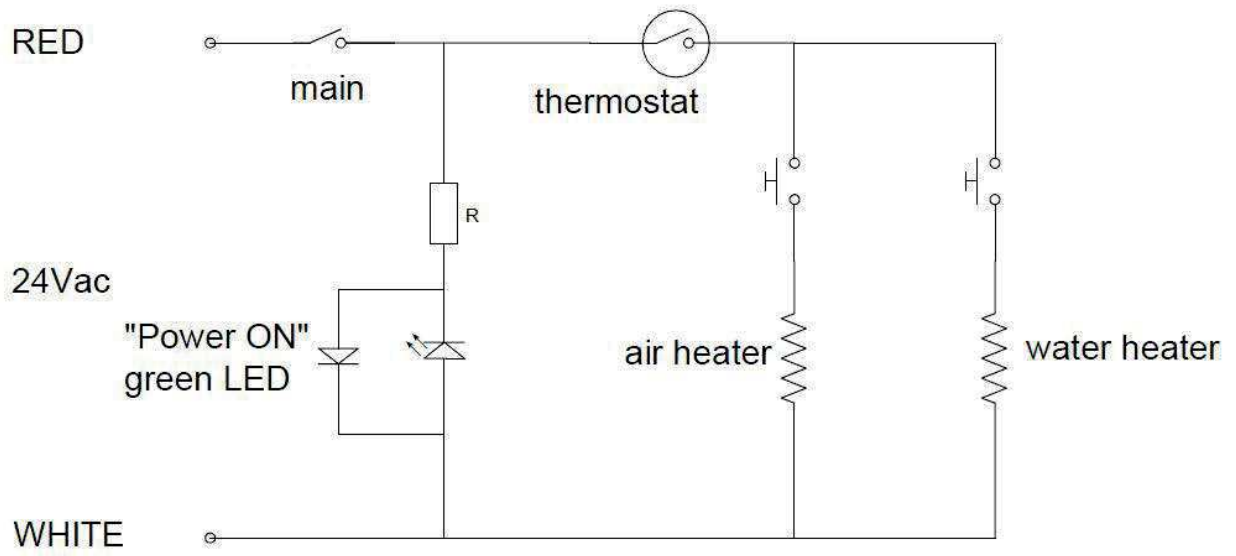 RED
main
thermostat
R
24Vac
"Power ON"
green LED
air heater
water heater
WHITE